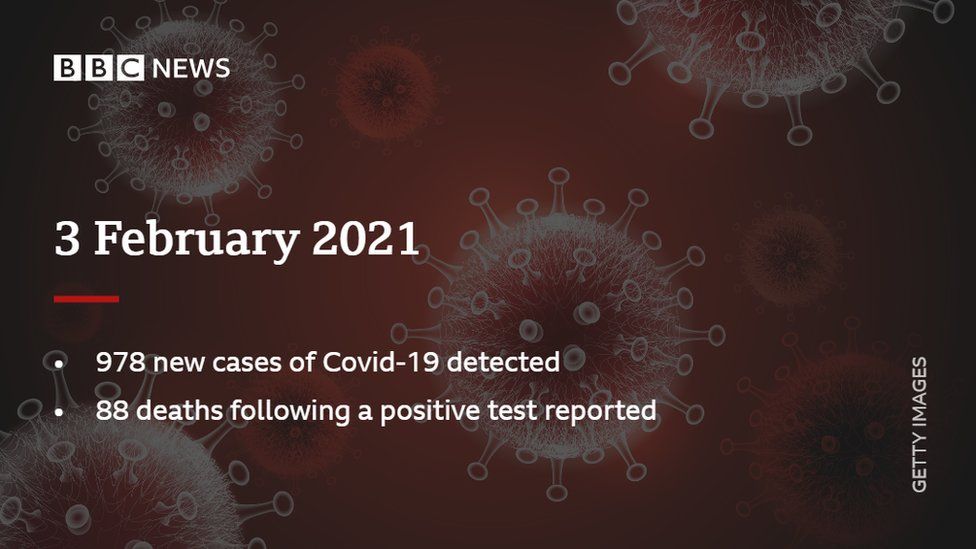 BBC NEWS
3 February 2021
• 978 new cases of Covid-19 detected
• 88 deaths following a positive test reported
GETTY IMAGES